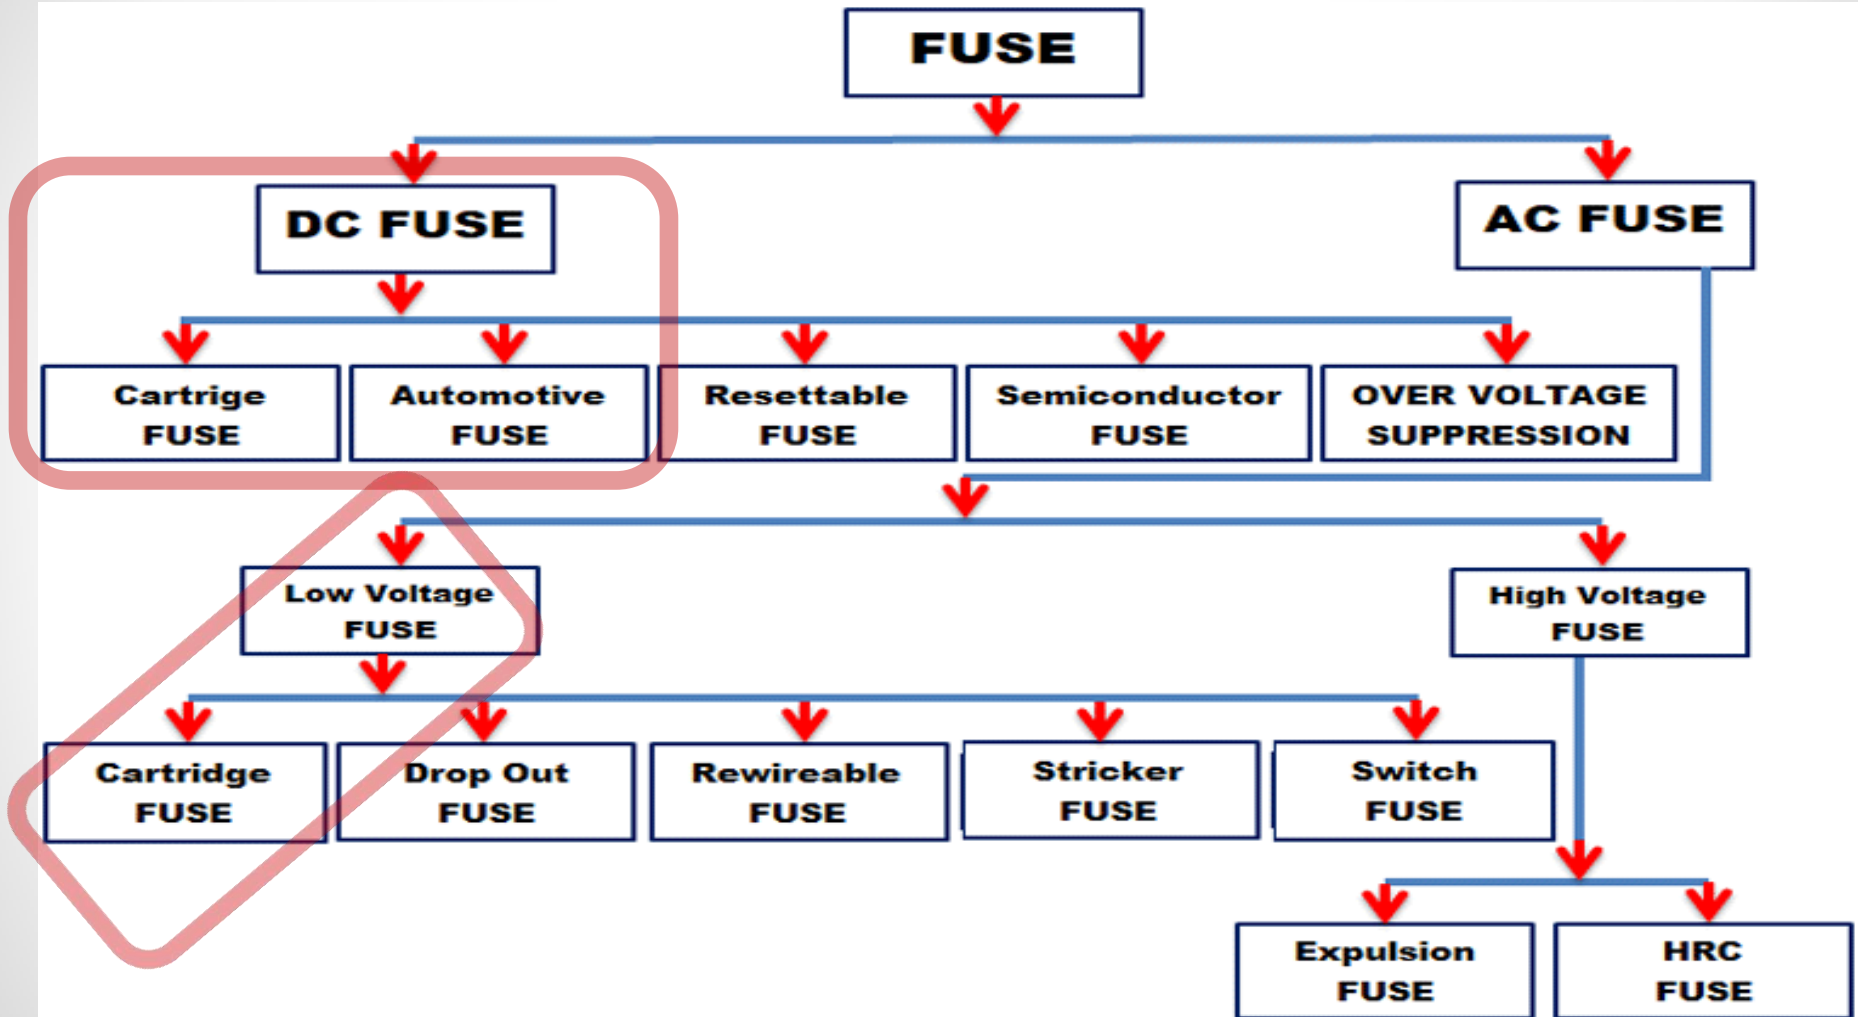 FUSE
DC FUSE
AC FUSE
Cartrige
FUSE
Automotive
FUSE
Resettable
FUSE
Semiconductor
FUSE
OVER VOLTAGE
SUPPRESSION
Low Voltage
FUSE
High Voltage
FUSE
Cartridge
FUSE
Drop Out
FUSE
Rewireable
FUSE
Stricker
FUSE
Switch
FUSE
Expulsion
FUSE
HRC
FUSE